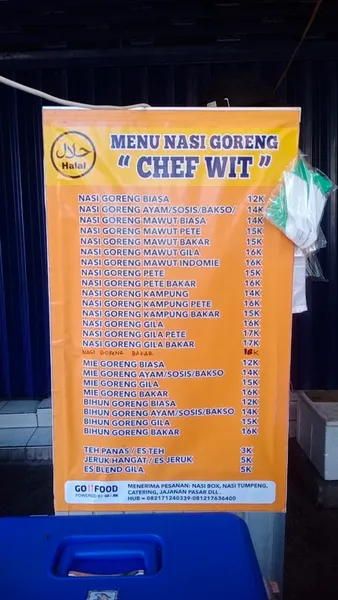 حلال
Halal
MENU NASI GORENG
“ CHEF WIT ”
NASI GORENG BIASA 12K
NASI GORENG AYAM/SOSIS/BAKSO/ 14K
NASI GORENG MAWUT BIASA 14K
NASI GORENG MAWUT PETE 15K
NASI GORENG MAWUT BAKAR 15K
NASI GORENG MAWUT GILA 16K
NASI GORENG MAWUT INDOMIE 16K
NASI GORENG PETE 15K
NASI GORENG PETE BAKAR 16K
NASI GORENG KAMPUNG 14K
NASI GORENG KAMPUNG PETE 16K
NASI GORENG KAMPUNG BAKAR 15K
NASI GORENG GILA 16K
NASI GORENG GILA PETE 17K
NASI GORENG GILA BAKAR 17K
NASI GORENG BAKAR
MIE GORENG BIASA 12K
MIE GORENG AYAM/SOSIS/BAKSO 14K
MIE GORENG GILA 15K
MIE GORENG BAKAR 16K
BIHUN GORENG BIASA 12K
BIHUN GORENG AYAM/SOSIS/BAKSO 14K
BIHUN GORENG GILA 15K
BIHUN GORENG BAKAR 16K
TEH PANAS / ES TEH 3K
JERUK HANGAT / ES JERUK 5K
ES BLEND GILA 5K
GO FOOD
POWERED BY
MENERIMA PESANAN: NASI BOX, NASI TUMPENG,
CATERING, JAJANAN PASAR DLL .
HUB = 082171240339-081217636400